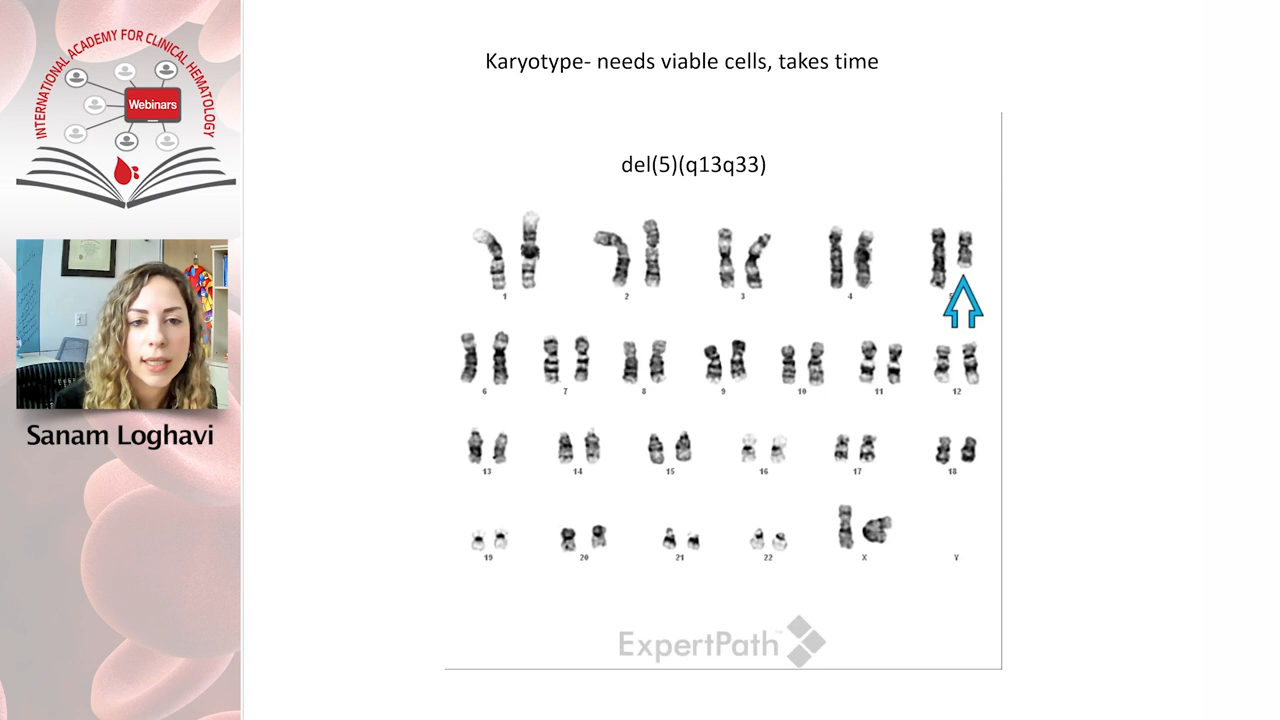 INTERNATIONAL ACADEMY FOR CLINICAL HEMATOLOGY
Webinars
Sanam Loghavi
Karyotype- needs viable cells, takes time
del(5)(q13q33)
1 2 3 4 5
6 7 8 9 10 11 12
13 14 15 16 17 18
19 20 21 22 X Y
ExpertPath™